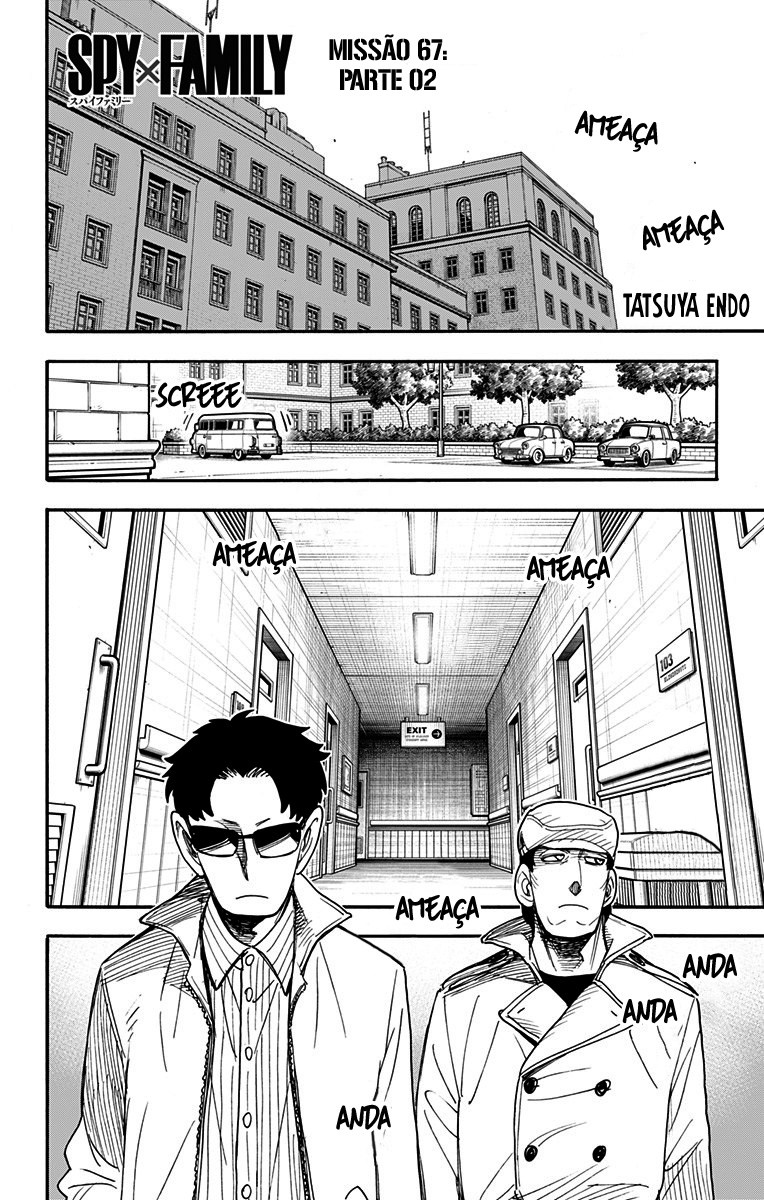 SPY×FAMILY
スパイファミリー
MISSÃO 67:
PARTE 02
AMEAÇA
AMEAÇA
TATSUYA ENDO
SCREEE
AMEAÇA
AMEAÇA
103
EXIT
AMEAÇA
ANDA
ANDA
ANDA